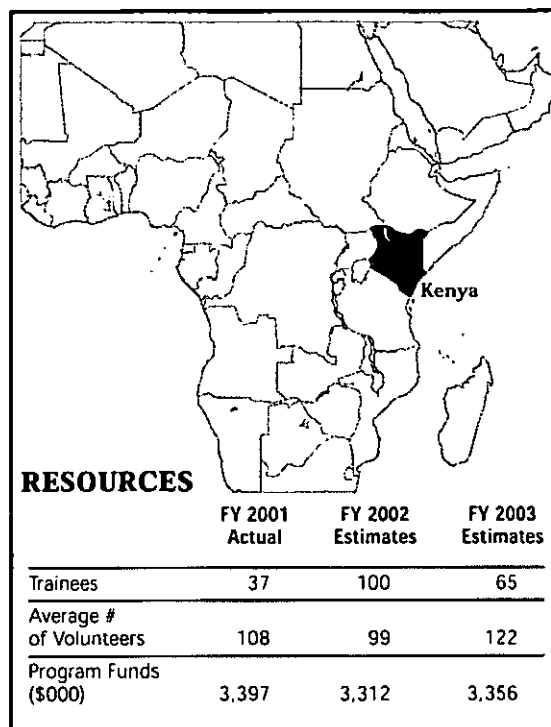 Kenya
RESOURCES
FY 2001 FY 2002 FY 2003
Actual Estimates Estimates
Trainees 37 100 65
Average #
of Volunteers 108 99 122
Program Funds
($000) 3,397 3,312 3,356